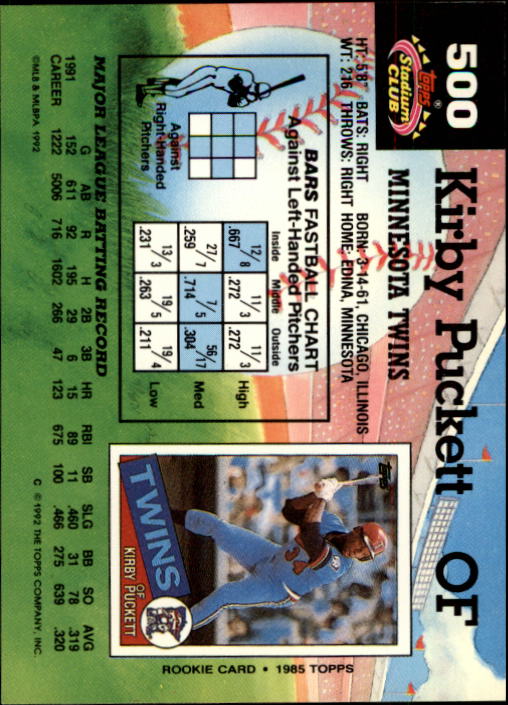 500
topps
Stadium
CLUB
Kirby Puckett OF
MINNESOTA TWINS
HT: 5'8" BATS: RIGHT BORN: 3-14-61, CHICAGO, ILLINOIS
WT: 216 THROWS: RIGHT HOME: EDINA, MINNESOTA
BARS FASTBALL CHART
Against Left-Handed Pitchers
Inside Middle Outside
12/8 11/3 11/3
.667 .272 .272 High
27/7 7/5 56/17
.259 .714 .304 Med
13/3 19/5 19/4
.231 .263 .211 Low
Against
Right-Handed
Pitchers
topps
TWINS
OF
KIRBY PUCKETT
ROOKIE CARD • 1985 TOPPS
MAJOR LEAGUE BATTING RECORD
G AB R H 2B 3B HR RBI SB SLG BB SO AVG
1991 152 611 92 195 29 6 15 89 11 .460 31 78 .319
CAREER 1222 5006 716 1602 266 47 123 675 100 .466 275 639 .320
©MLB & MLBPA 1992
C © 1992 THE TOPPS COMPANY, INC.